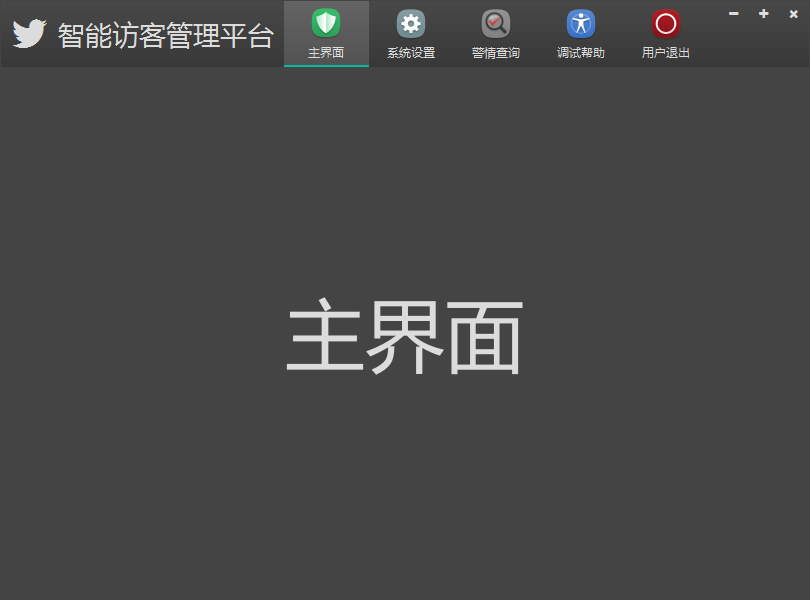 智能访客管理平台
主界面
系统设置
警情查询
调试帮助
用户退出
主界面